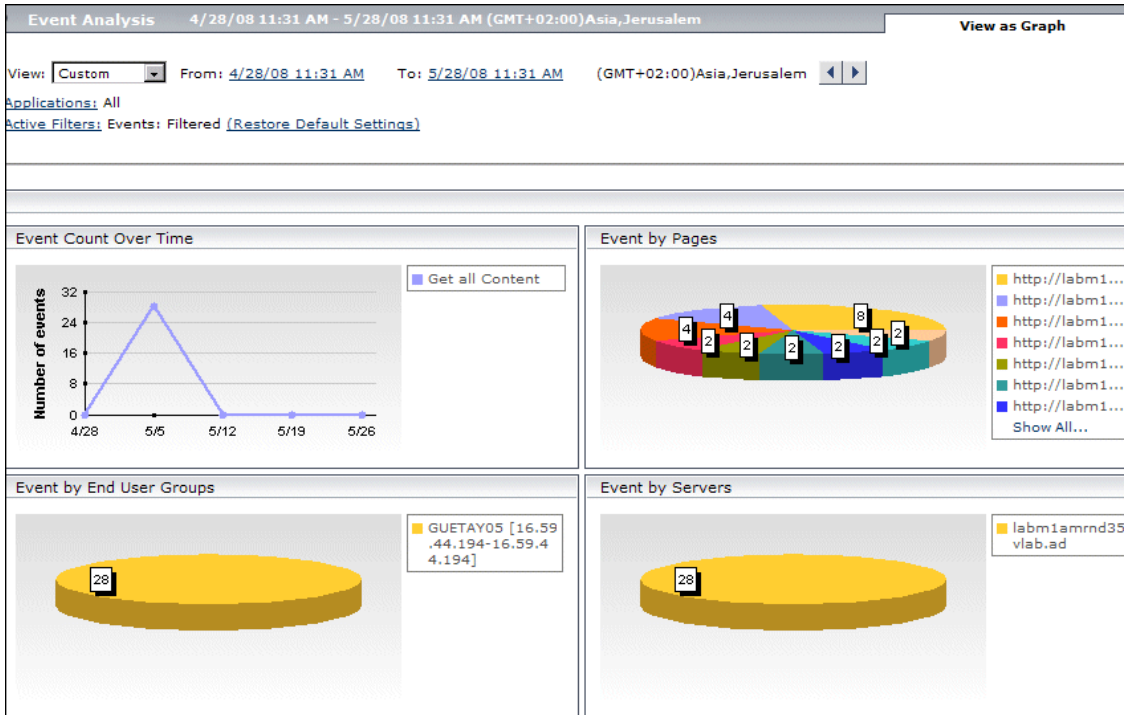 Event Analysis 4/28/08 11:31 AM - 5/28/08 11:31 AM (GMT+02:00)Asia,Jerusalem View as Graph
View: Custom From: 4/28/08 11:31 AM To: 5/28/08 11:31 AM (GMT+02:00)Asia,Jerusalem
Applications: All
Active Filters: Events: Filtered (Restore Default Settings)
Event Count Over Time
Number of events
32
24
16
8
0
4/28 5/5 5/12 5/19 5/26
Get all Content
Event by Pages
4 8
4 2 2 2 2 2 2
http://labm1...
http://labm1...
http://labm1...
http://labm1...
http://labm1...
http://labm1...
http://labm1...
Show All...
Event by End User Groups
28
GUETAY05 [16.59
.44.194-16.59.4
4.194]
Event by Servers
28
labm1amrnd35
vlab.ad